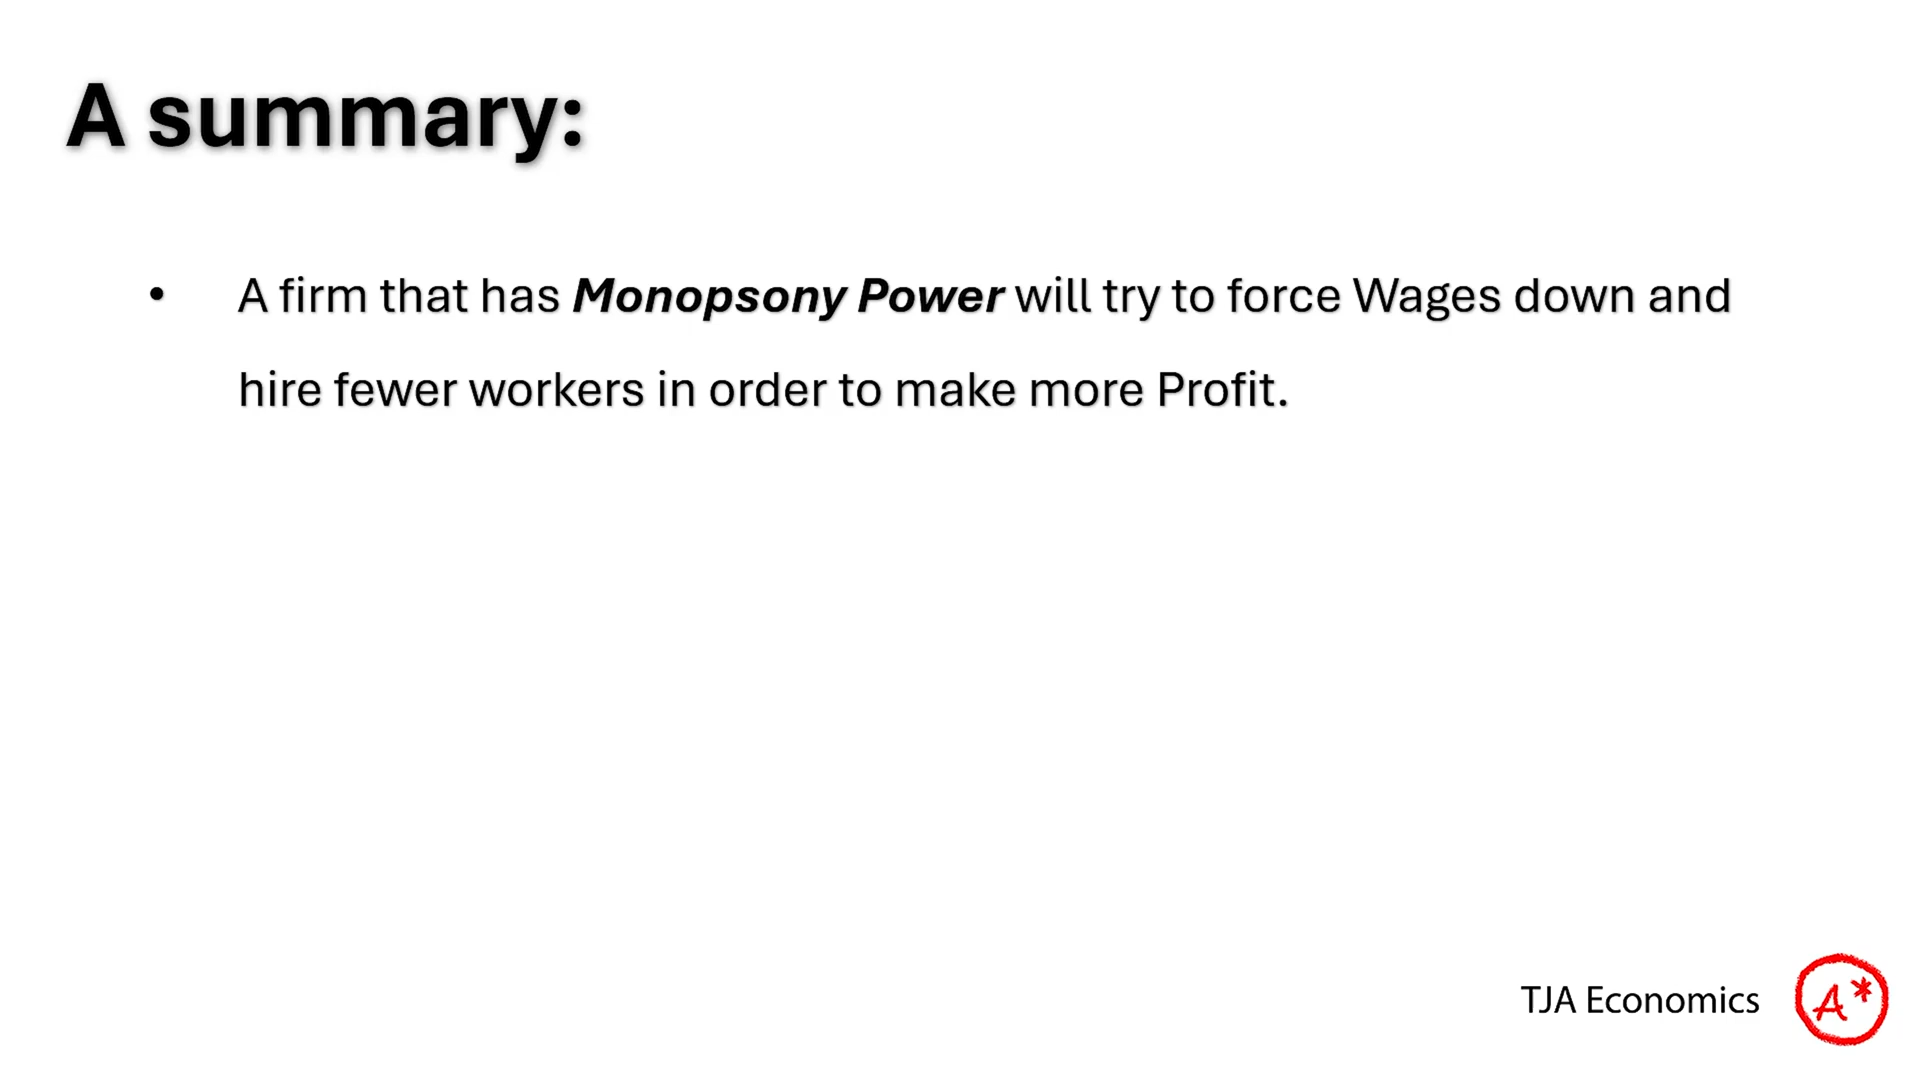 A summary:
• A firm that has Monopsony Power will try to force Wages down and
hire fewer workers in order to make more Profit.
TJA Economics
A*